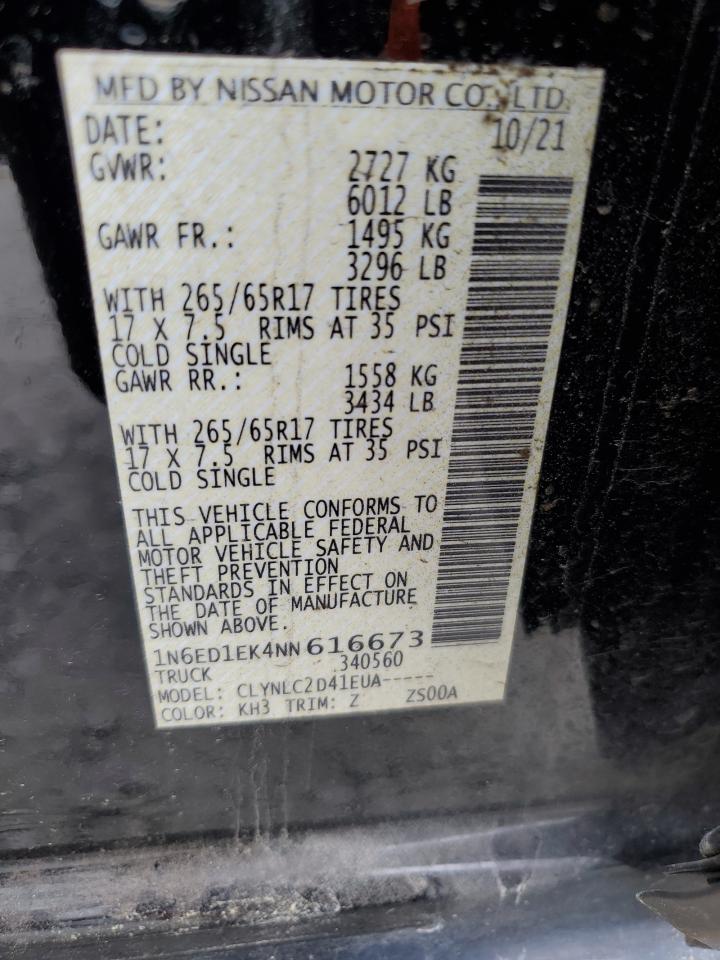 MFD BY NISSAN MOTOR CO., LTD.
DATE: 10/21
GVWR: 2727 KG
6012 LB
GAWR FR.: 1495 KG
3296 LB
WITH 265/65R17 TIRES
17 X 7.5 RIMS AT 35 PSI
COLD SINGLE
GAWR RR.: 1558 KG
3434 LB
WITH 265/65R17 TIRES
17 X 7.5 RIMS AT 35 PSI
COLD SINGLE
THIS VEHICLE CONFORMS TO
ALL APPLICABLE FEDERAL
MOTOR VEHICLE SAFETY AND
THEFT PREVENTION
STANDARDS IN EFFECT ON
THE DATE OF MANUFACTURE
SHOWN ABOVE.
1N6ED1EK4NN616673
TRUCK 340560
MODEL: CLYNLC2D41EUA-----
COLOR: KH3 TRIM: Z ZS00A